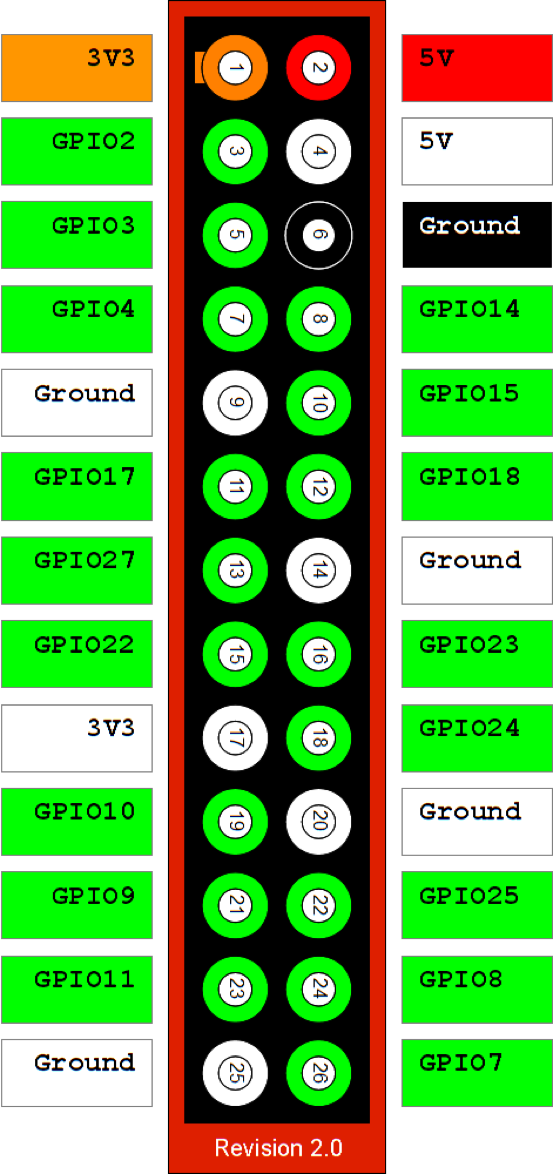 3V3 1 2 5V
GPIO2 3 4 5V
GPIO3 5 6 Ground
GPIO4 7 8 GPIO14
Ground 9 10 GPIO15
GPIO17 11 12 GPIO18
GPIO27 13 14 Ground
GPIO22 15 16 GPIO23
3V3 17 18 GPIO24
GPIO10 19 20 Ground
GPIO9 21 22 GPIO25
GPIO11 23 24 GPIO8
Ground 25 26 GPIO7
Revision 2.0